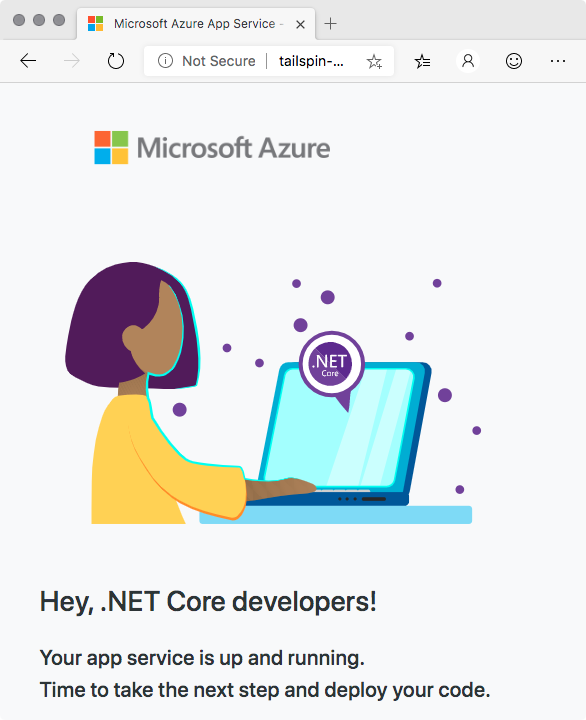 Microsoft Azure App Service -
Not Secure | tailspin-...
Microsoft Azure
.NET
Core
Hey, .NET Core developers!
Your app service is up and running.
Time to take the next step and deploy your code.